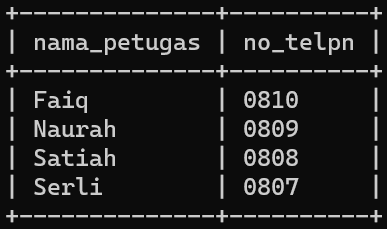 +--------------+----------+
| nama_petugas | no_telpn |
+--------------+----------+
| Faiq         | 0810     |
| Naurah       | 0809     |
| Satiah       | 0808     |
| Serli        | 0807     |
+--------------+----------+